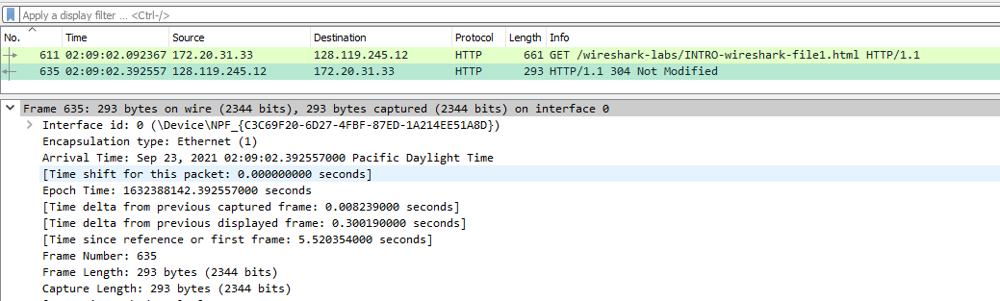 Apply a display filter ... <Ctrl-/>
No. Time Source Destination Protocol Length Info
611 02:09:02.092367 172.20.31.33 128.119.245.12 HTTP 661 GET /wireshark-labs/INTRO-wireshark-file1.html HTTP/1.1
635 02:09:02.392557 128.119.245.12 172.20.31.33 HTTP 293 HTTP/1.1 304 Not Modified
Frame 635: 293 bytes on wire (2344 bits), 293 bytes captured (2344 bits) on interface 0
Interface id: 0 (\Device\NPF_{C3C69F20-6D27-4FBF-87ED-1A214EE51A8D})
Encapsulation type: Ethernet (1)
Arrival Time: Sep 23, 2021 02:09:02.392557000 Pacific Daylight Time
[Time shift for this packet: 0.000000000 seconds]
Epoch Time: 1632388142.392557000 seconds
[Time delta from previous captured frame: 0.008239000 seconds]
[Time delta from previous displayed frame: 0.300190000 seconds]
[Time since reference or first frame: 5.520354000 seconds]
Frame Number: 635
Frame Length: 293 bytes (2344 bits)
Capture Length: 293 bytes (2344 bits)